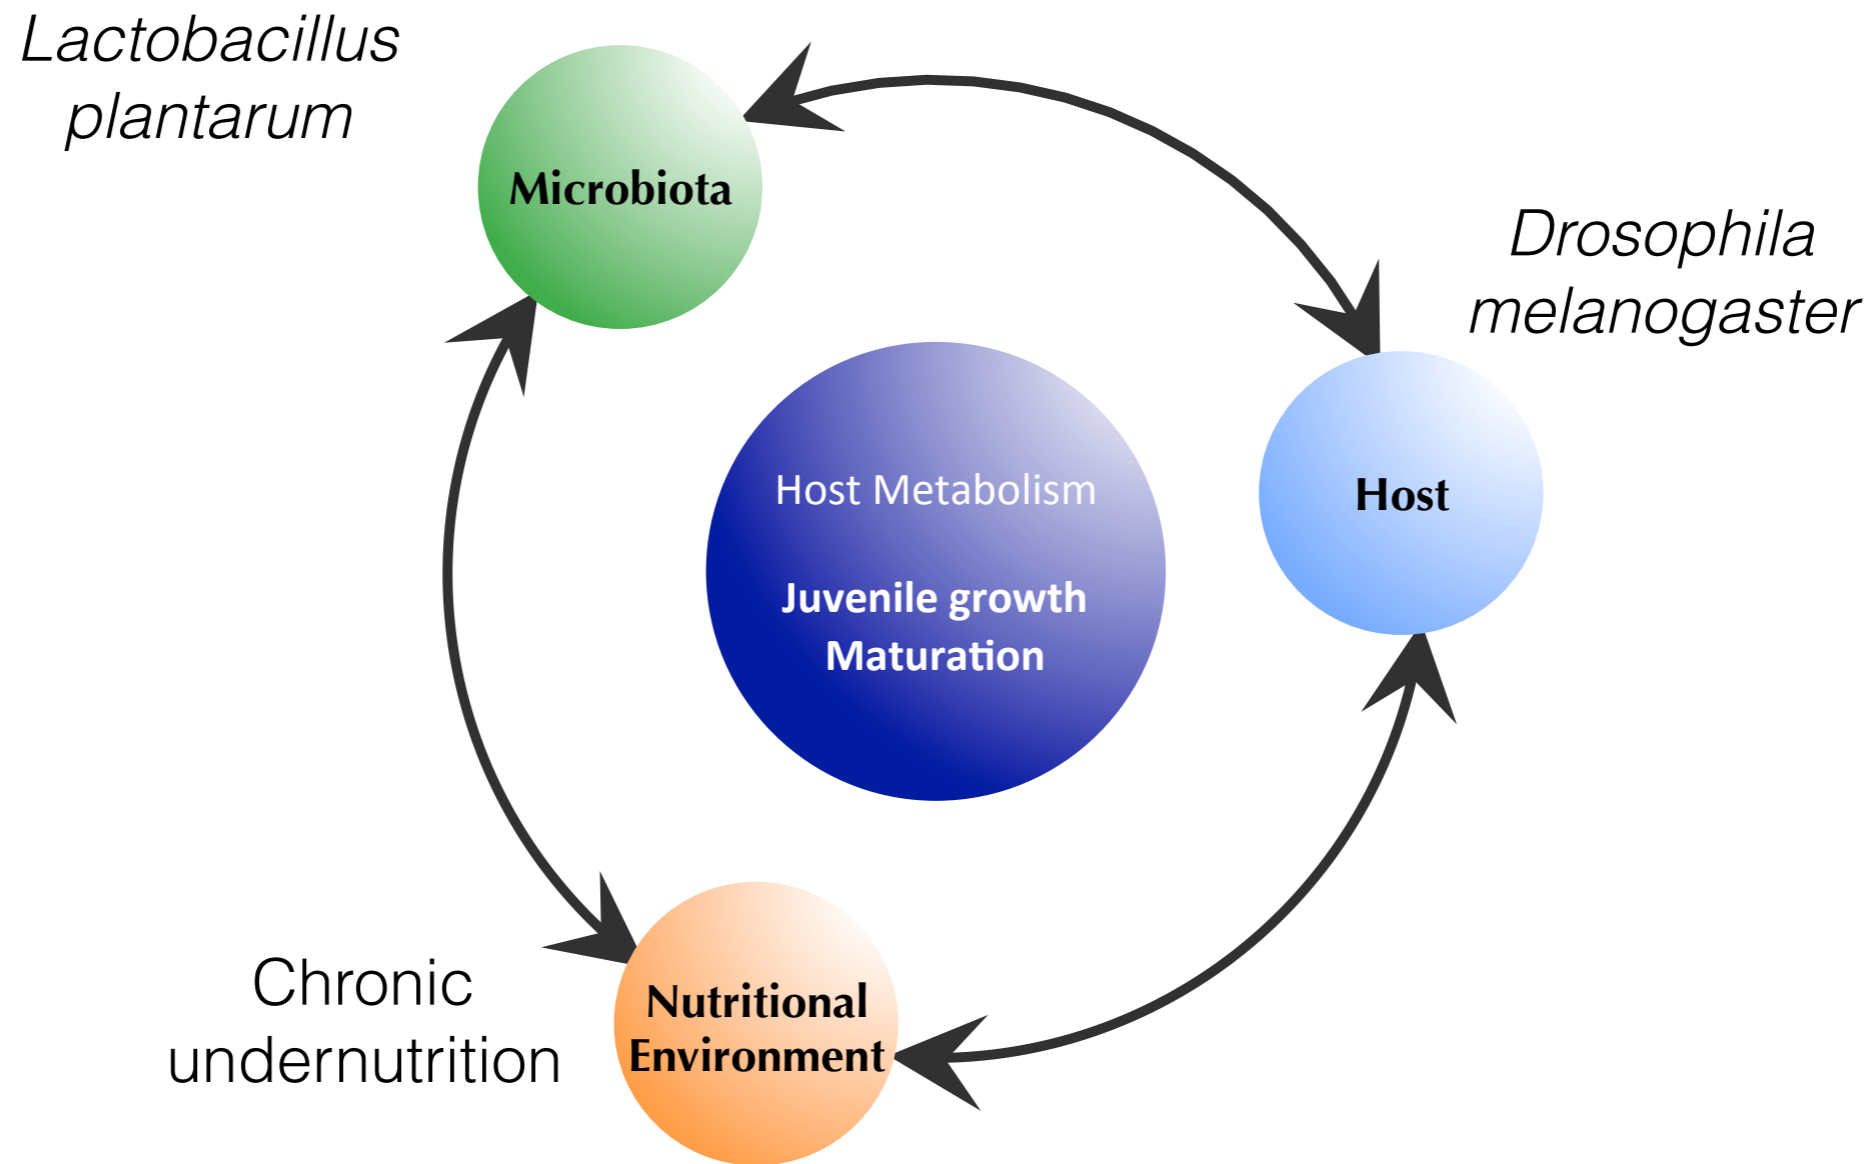 Lactobacillus
plantarum
Microbiota
Drosophila
melanogaster
Host
Host Metabolism
Juvenile growth
Maturation
Chronic
undernutrition
Nutritional
Environment